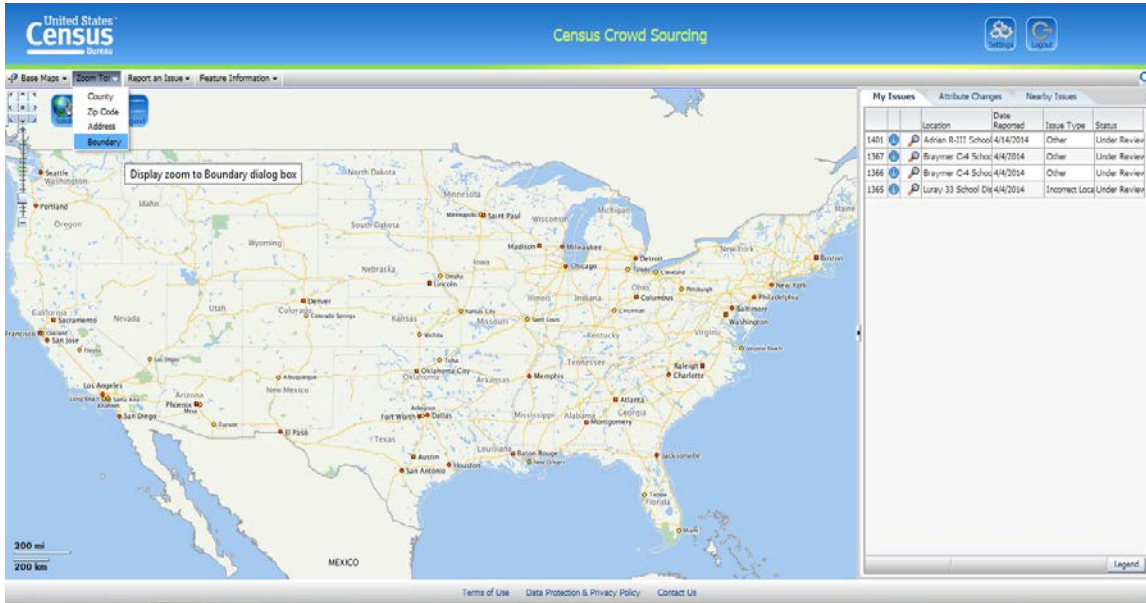 United States™
Census
Bureau
Census Crowd Sourcing
Settings
Logout
Base Maps
Zoom To:
Report an Issue
Feature Information
County
Zip Code
Address
Boundary
Display zoom to Boundary dialog box
My Issues
Attribute Changes
Nearby Issues
Location
Date Reported
Issue Type
Status
1401 Adrian R-III School 4/14/2014 Other Under Review
1367 Braymer C-4 Schoo 4/4/2014 Other Under Review
1366 Braymer C-4 Schoo 4/4/2014 Other Under Review
1365 Luray 33 School Dis 4/4/2014 Incorrect Loca Under Review
Seattle
Washington
Portland
Oregon
Idaho
North Dakota
Minnesota
Minneapolis
Saint Paul
Wisconsin
Michigan
Maine
South Dakota
Wyoming
Madison
Milwaukee
New York
Boston
Iowa
Detroit
Nebraska
Chicago
Toledo
Cleveland
Omaha
Lincoln
Ohio
Pittsburgh
New York
Illinois
Indiana
Columbus
Philadelphia
Denver
Utah
Colorado
Colorado Springs
Kansas City
Baltimore
California
Sacramento
Nevada
Kansas
Missouri
Saint Louis
Cincinnati
Washington
Francisco
Oakland
San Jose
Wichita
Kentucky
Virginia
Fresno
Virginia Beach
Las Vegas
Tulsa
Tennessee
Raleigh
Oklahoma City
Oklahoma
Albuquerque
Memphis
Charlotte
Los Angeles
Arkansas
New Mexico
Long Beach
Santa Ana
Anaheim
Arizona
Phoenix
Mesa
Atlanta
San Diego
Arlington
Fort Worth
Dallas
Mississippi
Alabama
Georgia
Tucson
Montgomery
El Paso
Texas
Louisiana
Baton Rouge
Jacksonville
Austin
New Orleans
Houston
San Antonio
Tampa
Florida
Miami
200 mi
200 km
MEXICO
Legend
Terms of Use
Data Protection & Privacy Policy
Contact Us